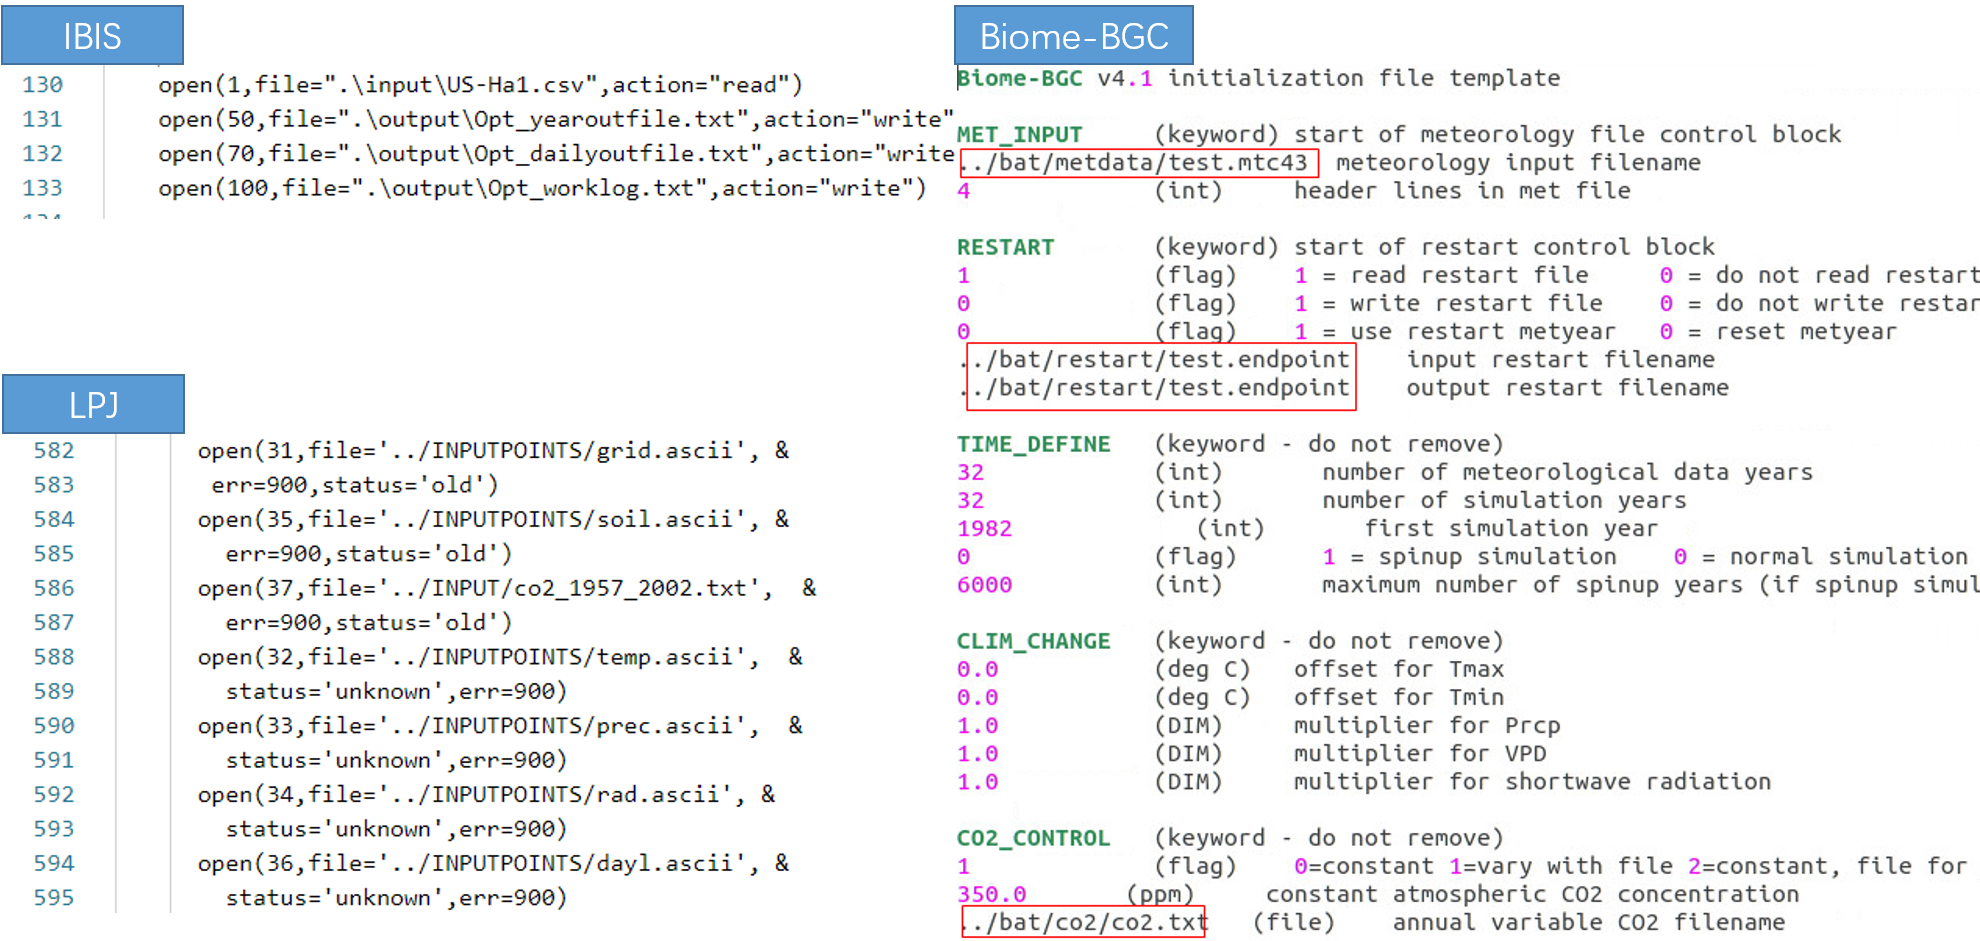 IBIS
130 open(1,file=".\input\US-Ha1.csv",action="read")
131 open(50,file=".\output\Opt_yearoutfile.txt",action="write"
132 open(70,file=".\output\Opt_dailyoutfile.txt",action="write
133 open(100,file=".\output\Opt_worklog.txt",action="write")
LPJ
582 open(31,file='../INPUTPOINTS/grid.ascii', &
583 err=900,status='old')
584 open(35,file='../INPUTPOINTS/soil.ascii', &
585 err=900,status='old')
586 open(37,file='../INPUT/co2_1957_2002.txt', &
587 err=900,status='old')
588 open(32,file='../INPUTPOINTS/temp.ascii', &
589 status='unknown',err=900)
590 open(33,file='../INPUTPOINTS/prec.ascii', &
591 status='unknown',err=900)
592 open(34,file='../INPUTPOINTS/rad.ascii', &
593 status='unknown',err=900)
594 open(36,file='../INPUTPOINTS/dayl.ascii', &
595 status='unknown',err=900)
Biome-BGC
Biome-BGC v4.1 initialization file template
MET_INPUT (keyword) start of meteorology file control block
../bat/metdata/test.mtc43 meteorology input filename
4 (int) header lines in met file
RESTART (keyword) start of restart control block
1 (flag) 1 = read restart file 0 = do not read restart
0 (flag) 1 = write restart file 0 = do not write restar
0 (flag) 1 = use restart metyear 0 = reset metyear
../bat/restart/test.endpoint input restart filename
../bat/restart/test.endpoint output restart filename
TIME_DEFINE (keyword - do not remove)
32 (int) number of meteorological data years
32 (int) number of simulation years
1982 (int) first simulation year
0 (flag) 1 = spinup simulation 0 = normal simulation
6000 (int) maximum number of spinup years (if spinup simul
CLIM_CHANGE (keyword - do not remove)
0.0 (deg C) offset for Tmax
0.0 (deg C) offset for Tmin
1.0 (DIM) multiplier for Prcp
1.0 (DIM) multiplier for VPD
1.0 (DIM) multiplier for shortwave radiation
CO2_CONTROL (keyword - do not remove)
1 (flag) 0=constant 1=vary with file 2=constant, file for
350.0 (ppm) constant atmospheric CO2 concentration
../bat/co2/co2.txt (file) annual variable CO2 filename